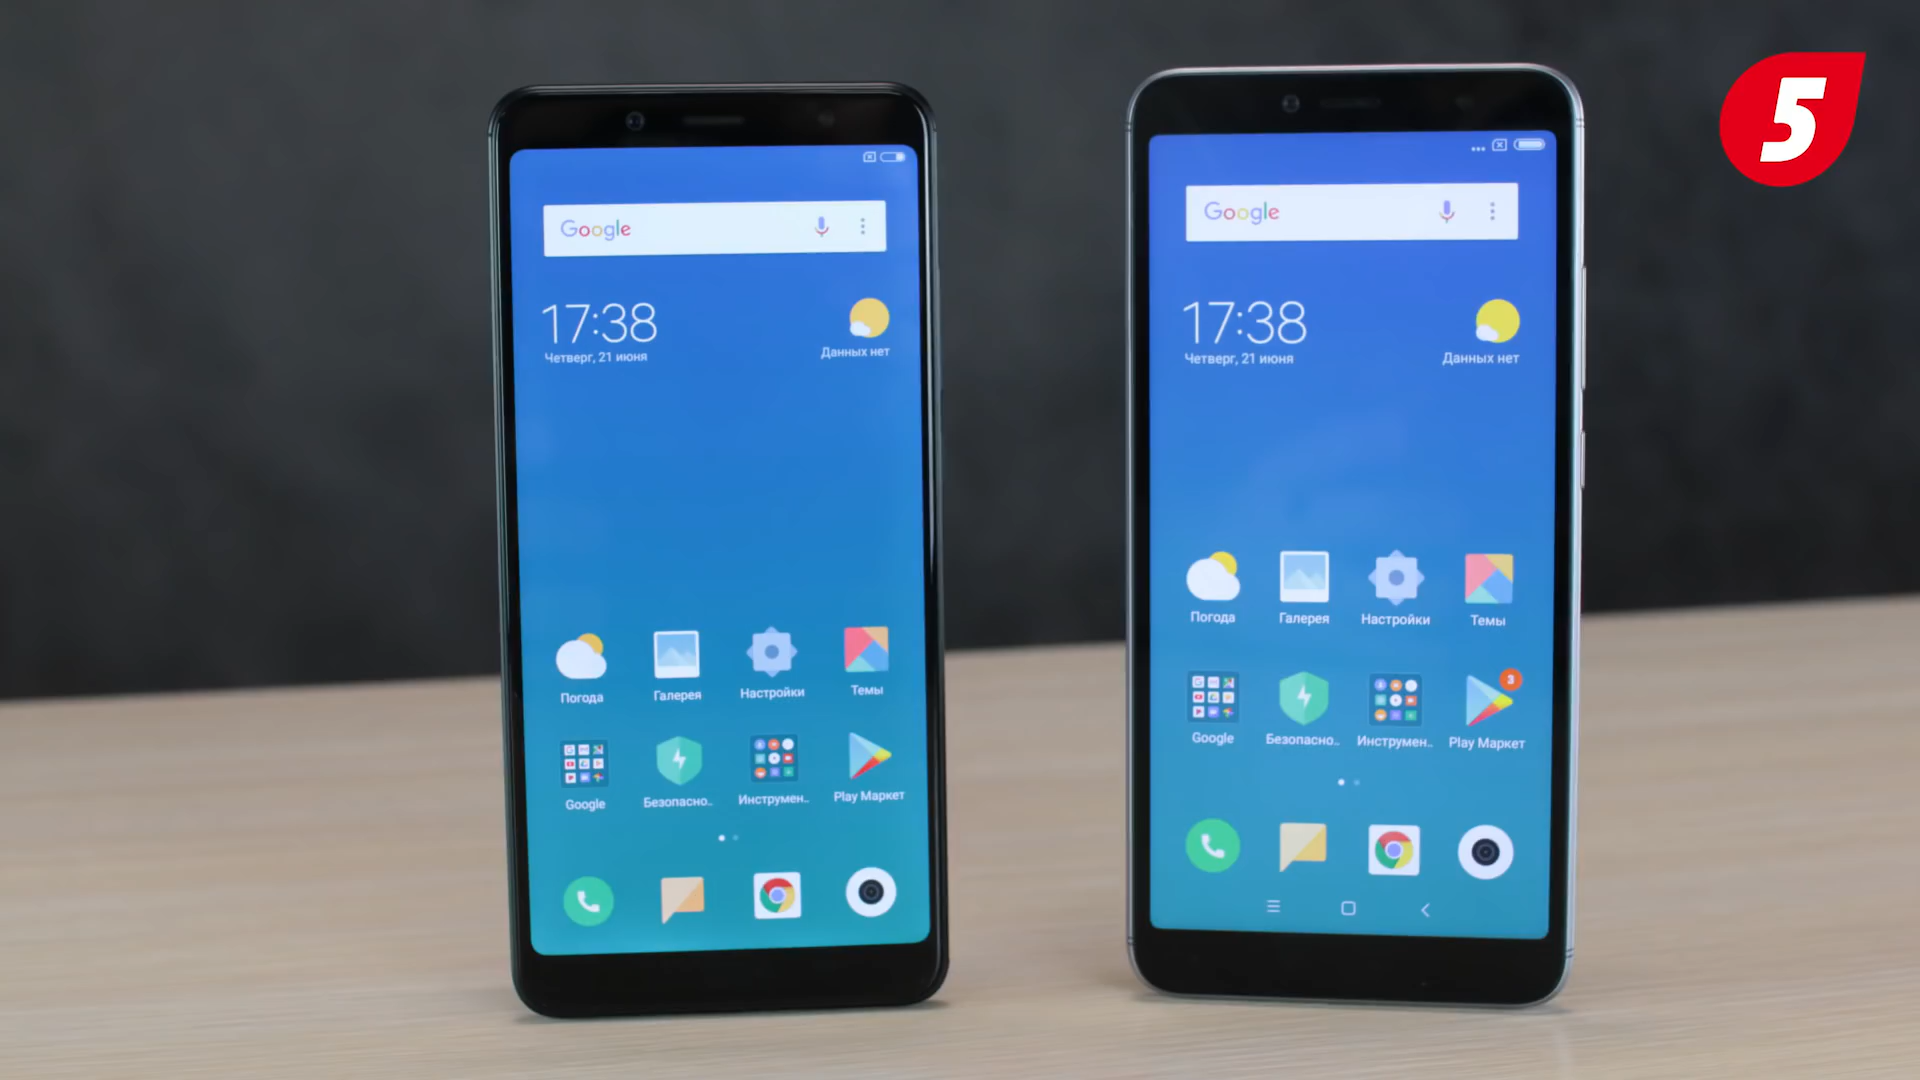 5
Google
17:38
Четверг, 21 июня
Данных нет
Погода
Галерея
Настройки
Темы
Google
Безопасно..
Инструмен..
Play Маркет
Google
17:38
Четверг, 21 июня
Данных нет
Погода
Галерея
Настройки
Темы
3
Google
Безопасно..
Инструмен..
Play Маркет